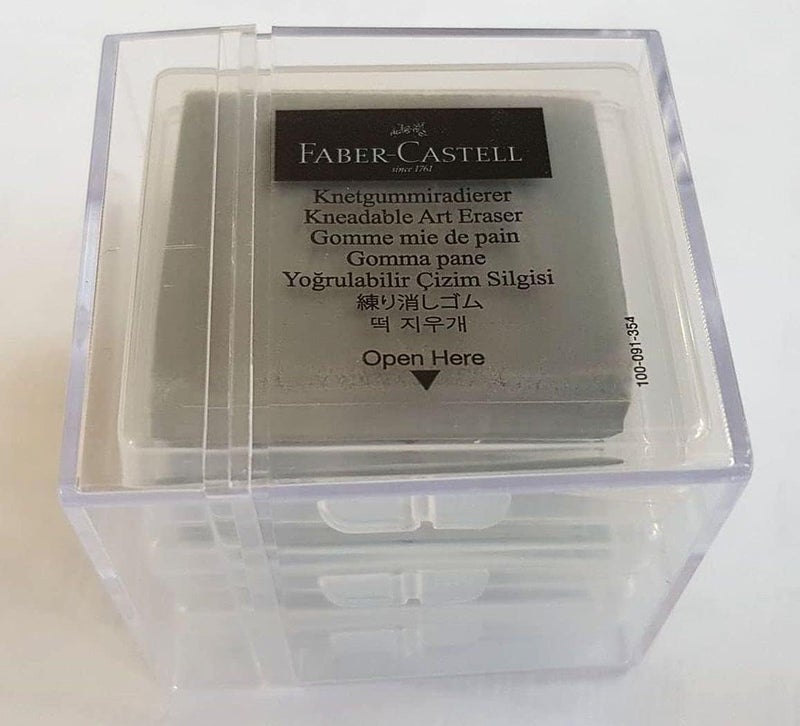 FABER-CASTELL
since 1761
Knetgummiradierer
Kneadable Art Eraser
Gomme mie de pain
Gomma pane
Yoğrulabilir Çizim Silgisi
練り消しゴム
떡 지우개
Open Here
100-091-354